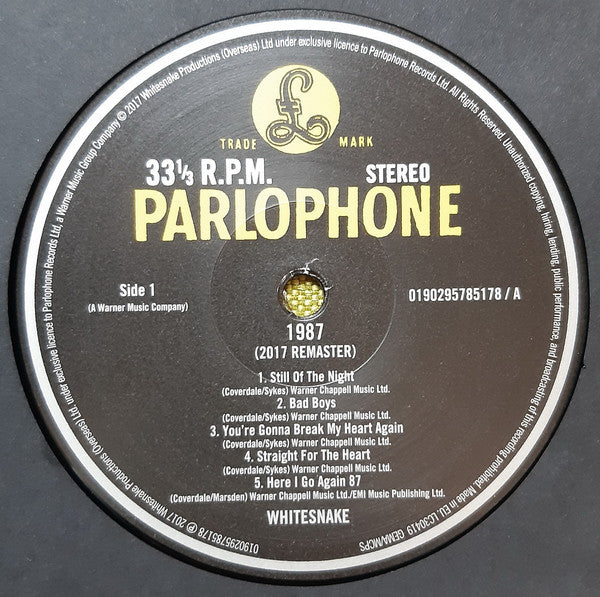 £
TRADE MARK
33⅓ R.P.M. STEREO
PARLOPHONE
Side 1
(A Warner Music Company)
0190295785178 / A
1987
(2017 REMASTER)
1. Still Of The Night
(Coverdale/Sykes) Warner Chappell Music Ltd.
2. Bad Boys
(Coverdale/Sykes) Warner Chappell Music Ltd.
3. You're Gonna Break My Heart Again
(Coverdale/Sykes) Warner Chappell Music Ltd.
4. Straight For The Heart
(Coverdale/Sykes) Warner Chappell Music Ltd.
5. Here I Go Again 87
(Coverdale/Marsden) Warner Chappell Music Ltd./EMI Music Publishing Ltd.
WHITESNAKE
0190295785178 ℗ 2017 Whitesnake Productions (Overseas) Ltd. under exclusive licence to Parlophone Records Ltd, a Warner Music Group Company © 2017 Whitesnake Productions (Overseas) Ltd under exclusive licence to Parlophone Records Ltd. All Rights Reserved. Unauthorized copying, hiring, lending, public performance, and broadcasting of this recording prohibited. Made in EU. LC30419 GEMA/MCPS